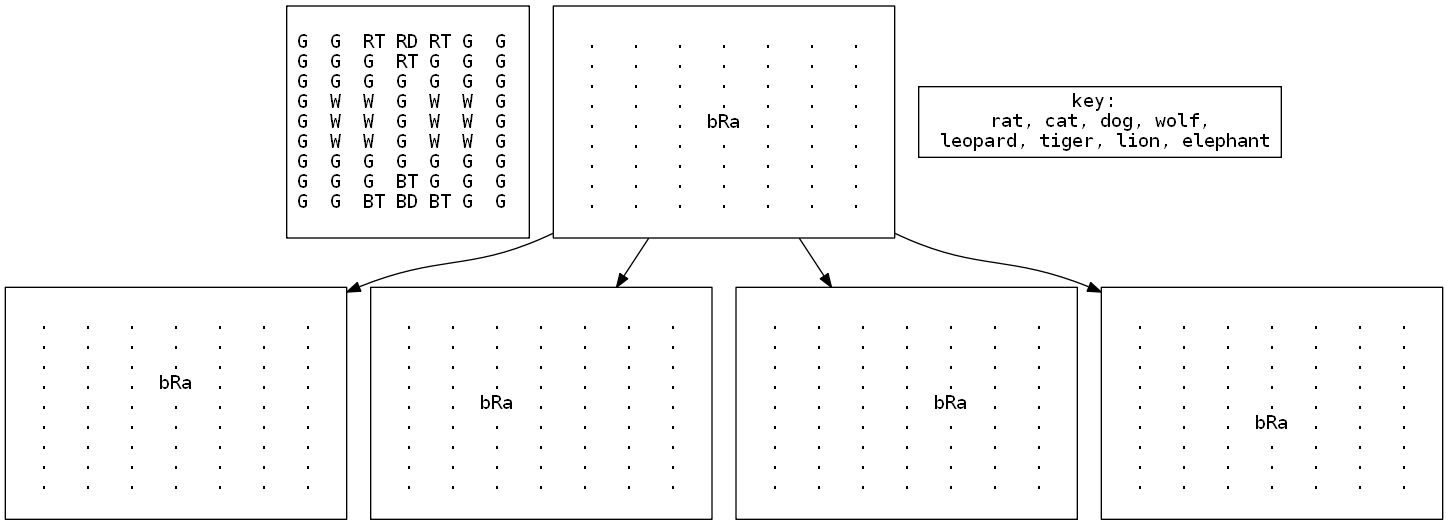 G G RT RD RT G G
G G G RT G G G
G G G G G G G
G W W G W W G
G W W G W W G
G W W G W W G
G G G G G G G
G G G BT G G G
G G BT BD BT G G
. . . . . . .
. . . . . . .
. . . . . . .
. . . . . . .
. . . bRa . . .
. . . . . . .
. . . . . . .
. . . . . . .
. . . . . . .
key:
rat, cat, dog, wolf,
leopard, tiger, lion, elephant
. . . . . . .
. . . . . . .
. . . . . . .
. . . bRa . . .
. . . . . . .
. . . . . . .
. . . . . . .
. . . . . . .
. . . . . . .
. . . . . . .
. . . . . . .
. . . . . . .
. . . . . . .
. . bRa . . . .
. . . . . . .
. . . . . . .
. . . . . . .
. . . . . . .
. . . . . . .
. . . . . . .
. . . . . . .
. . . . . . .
. . . . bRa . .
. . . . . . .
. . . . . . .
. . . . . . .
. . . . . . .
. . . . . . .
. . . . . . .
. . . . . . .
. . . . . . .
. . . . . . .
. . . bRa . . .
. . . . . . .
. . . . . . .
. . . . . . .